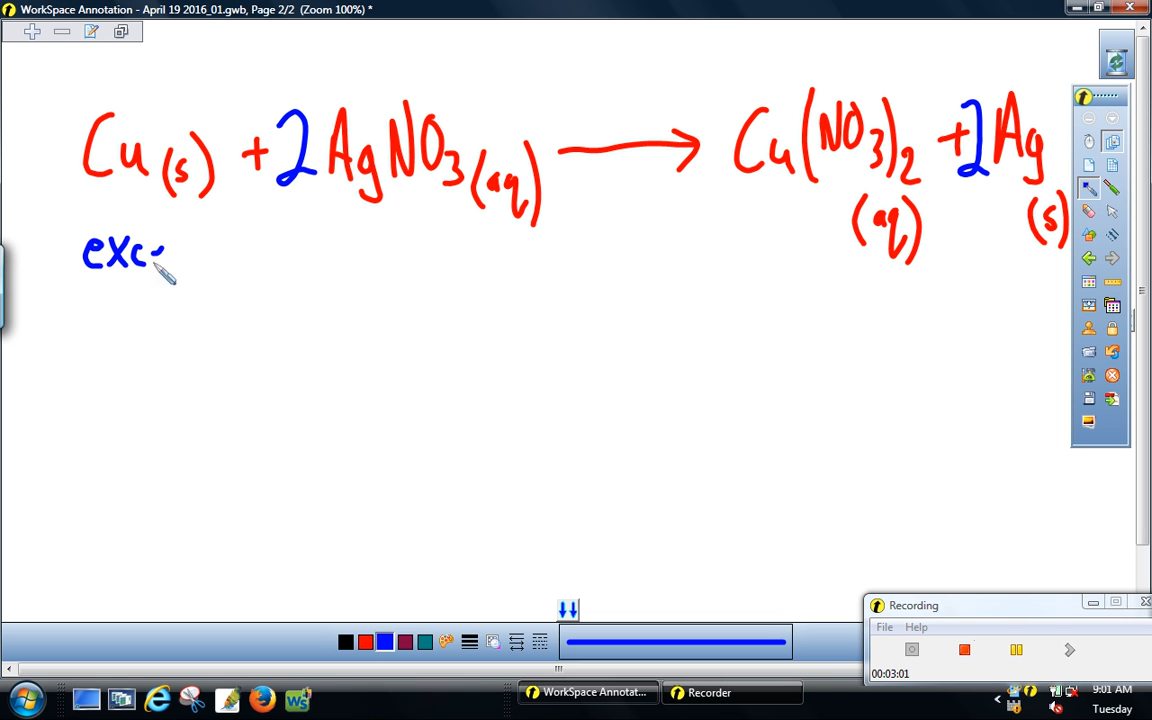 WorkSpace Annotation - April 19 2016_01.gwb, Page 2/2 (Zoom 100%) *
Cu(s) + 2AgNO3(aq) → Cu(NO3)2 (aq) + 2Ag (s)
exc
Recording
File Help
00:03:01
WorkSpace Annotat...
Recorder
9:01 AM
Tuesday